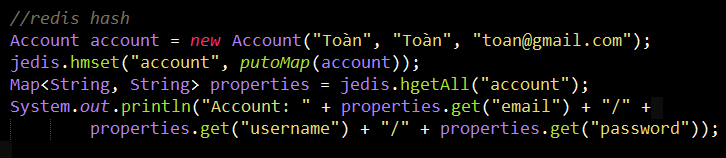 //redis hash
Account account = new Account("Toàn", "Toàn", "toan@gmail.com");
jedis.hmset("account", putoMap(account));
Map<String, String> properties = jedis.hgetAll("account");
System.out.println("Account: " + properties.get("email") + "/" +
properties.get("username") + "/" + properties.get("password"));